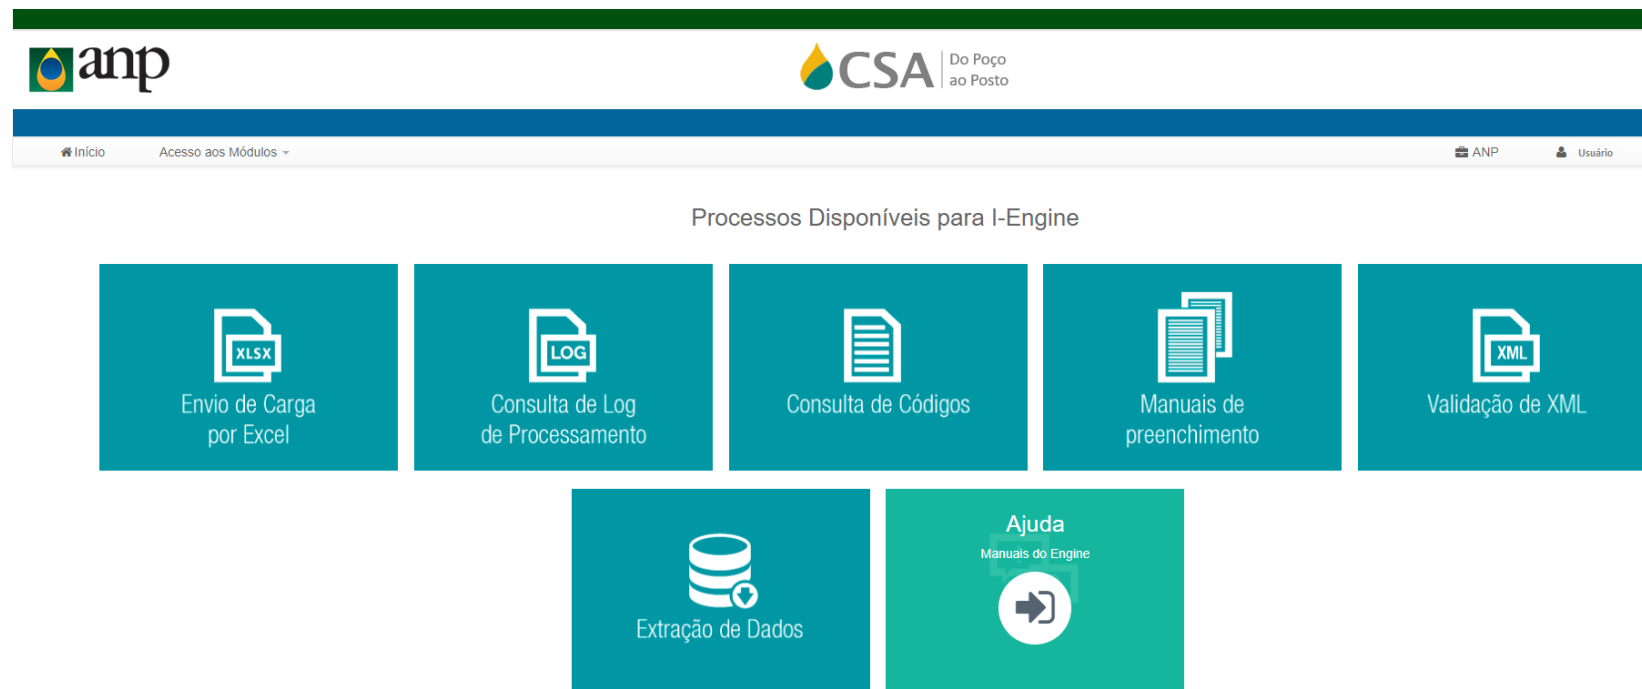 anp
CSA
Do Poço
ao Posto
Início
Acesso aos Módulos
ANP
Usuário
Processos Disponíveis para I-Engine
XLSX
Envio de Carga
por Excel
LOG
Consulta de Log
de Processamento
Consulta de Códigos
Manuais de
preenchimento
XML
Validação de XML
Extração de Dados
Ajuda
Manuais do Engine